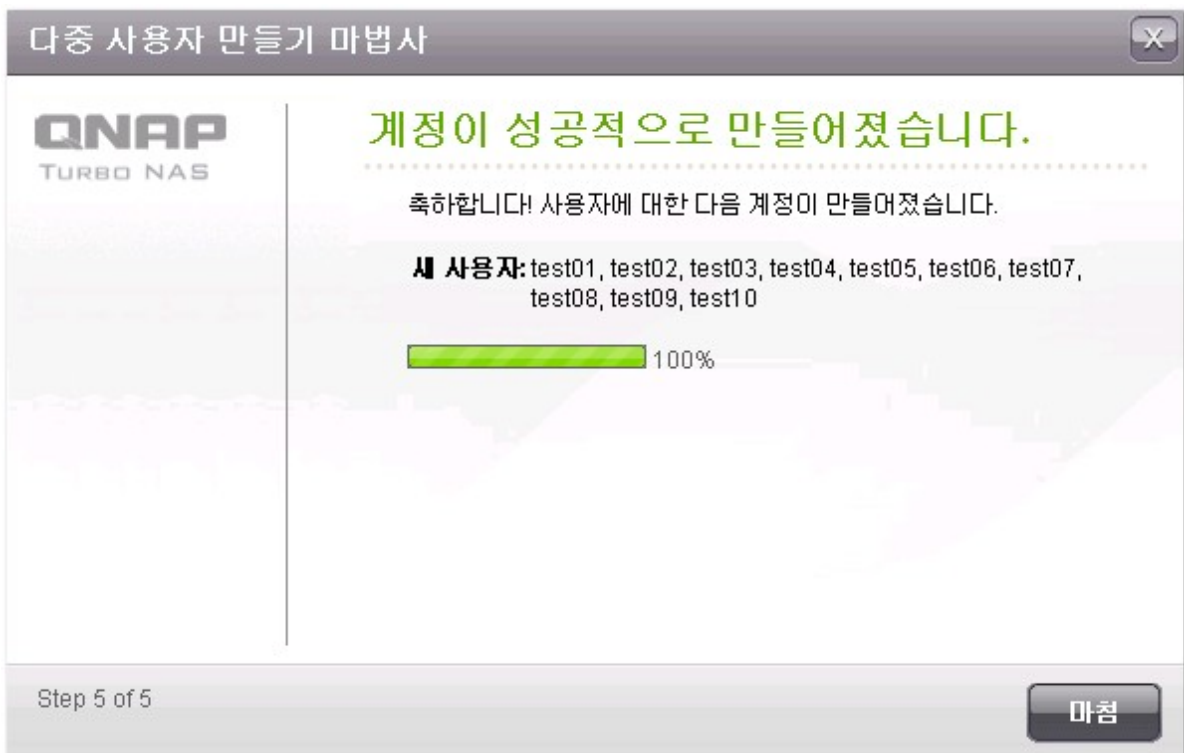 다중 사용자 만들기 마법사
X
QNAP
TURBO NAS
계정이 성공적으로 만들어졌습니다.
축하합니다! 사용자에 대한 다음 계정이 만들어졌습니다.
새 사용자: test01, test02, test03, test04, test05, test06, test07,
test08, test09, test10
100%
Step 5 of 5
마침